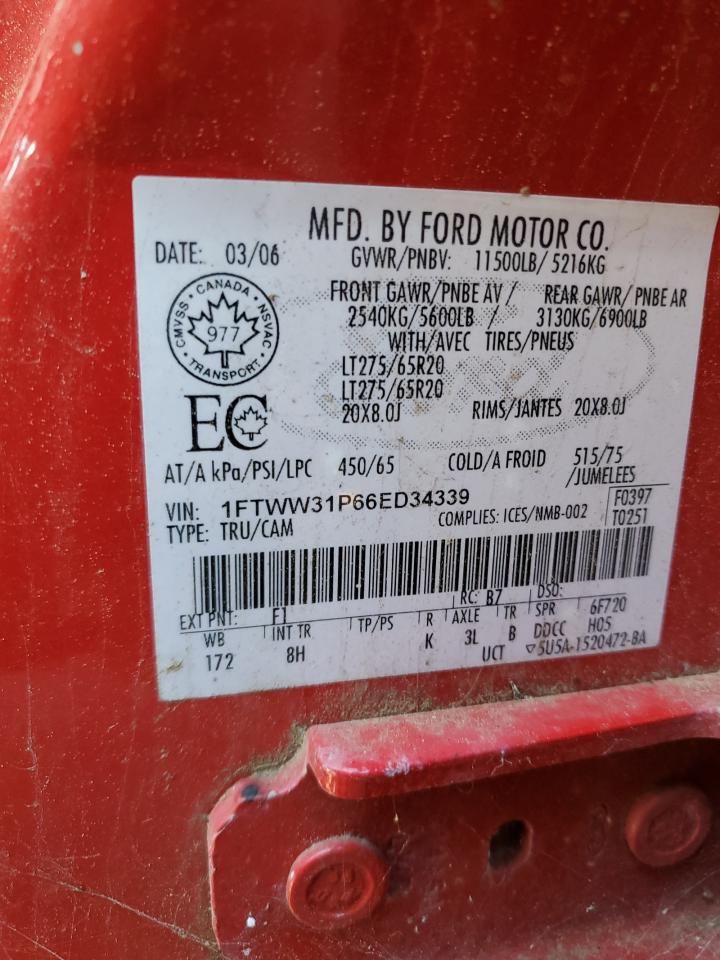 MFD. BY FORD MOTOR CO.
DATE: 03/06
GVWR/PNBV: 11500LB/ 5216KG
CMVSS · CANADA · NSVAC · TRANSPORT ·
977
FRONT GAWR/PNBE AV / REAR GAWR/ PNBE AR
2540KG/5600LB / 3130KG/6900LB
WITH/AVEC TIRES/PNEUS
LT275/65R20
LT275/65R20
20X8.0J RIMS/JANTES 20X8.0J
EC
AT/A kPa/PSI/LPC 450/65 COLD/A FROID 515/75
/JUMELEES
VIN: 1FTWW31P66ED34339
F0397
TYPE: TRU/CAM COMPLIES: ICES/NMB-002
T0251
EXT PNT: F1 RC: B7 DSO:
WB INT TR TP/PS R AXLE TR SPR 6F720
172 8H K 3L B DDCC H05
UCT ▽5U5A-1520472-BA